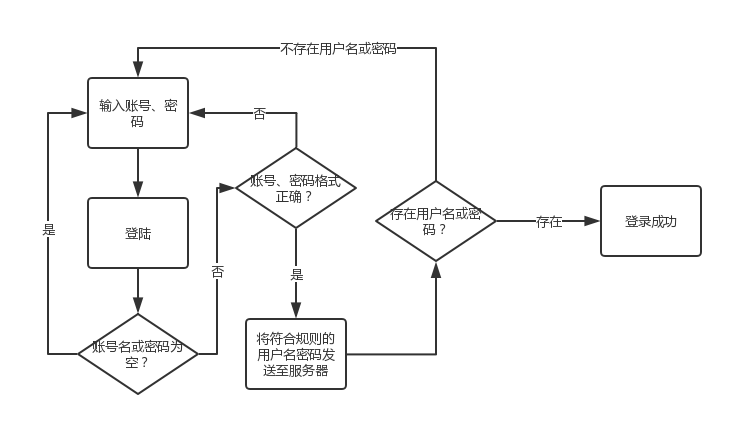 不存在用户名或密码
输入账号、密
码
否
账号、密码格式
正确？
存在用户名或密
码？
存在
登录成功
登陆
是
否
是
账号名或密码为
空？
将符合规则的
用户名密码发
送至服务器